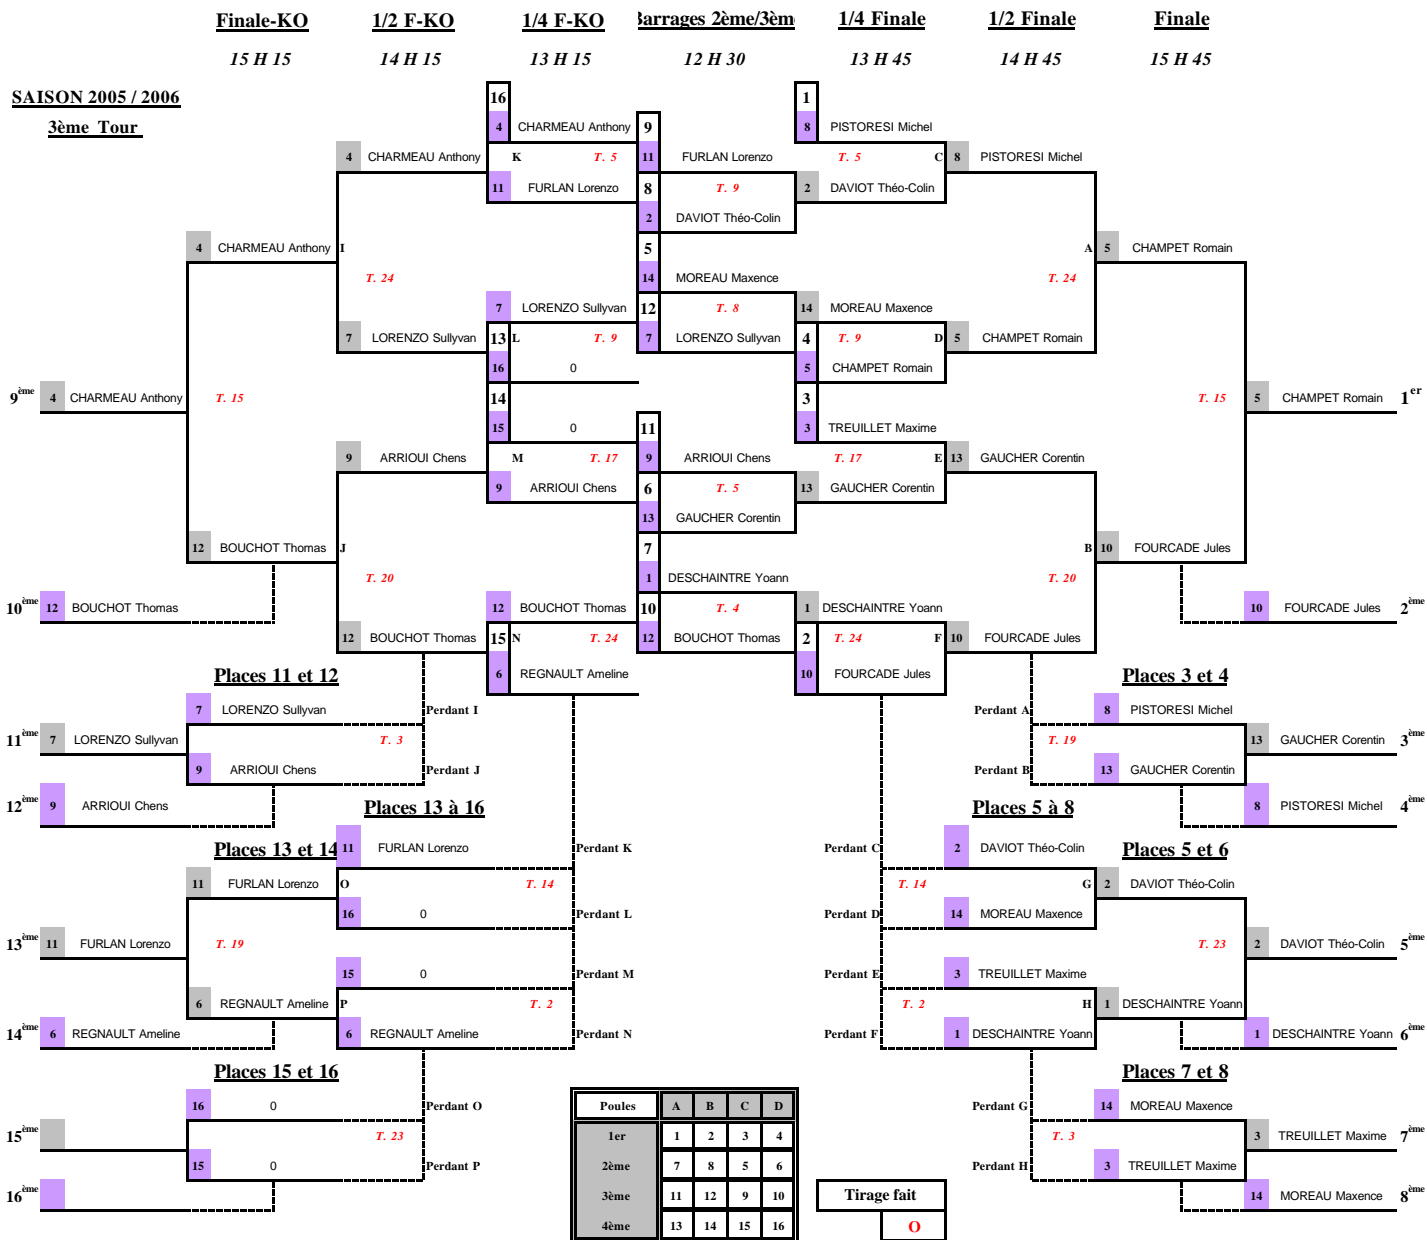 Finale-KO 1/2 F-KO 1/4 F-KO Barrages 2ème/3ème 1/4 Finale 1/2 Finale Finale
15 H 15 14 H 15 13 H 15 12 H 30 13 H 45 14 H 45 15 H 45
SAISON 2005 / 2006 16 1
3ème Tour 4 CHARMEAU Anthony 9 8 PISTORESI Michel
4 CHARMEAU Anthony K T. 5 11 FURLAN Lorenzo T. 5 C 8 PISTORESI Michel
11 FURLAN Lorenzo 8 T. 9 2 DAVIOT Théo-Colin
2 DAVIOT Théo-Colin
4 CHARMEAU Anthony I 5 A 5 CHAMPET Romain
T. 24 14 MOREAU Maxence T. 24
7 LORENZO Sullyvan 12 T. 8 14 MOREAU Maxence
7 LORENZO Sullyvan 13 L T. 9 7 LORENZO Sullyvan 4 T. 9 D 5 CHAMPET Romain
16 0 5 CHAMPET Romain
9ème 4 CHARMEAU Anthony T. 15 14 3 T. 15 5 CHAMPET Romain 1er
15 0 11 3 TREUILLET Maxime
9 ARRIOUI Chens M T. 17 9 ARRIOUI Chens T. 17 E 13 GAUCHER Corentin
9 ARRIOUI Chens 6 T. 5 13 GAUCHER Corentin
13 GAUCHER Corentin
12 BOUCHOT Thomas J 7 B 10 FOURCADE Jules
T. 20 1 DESCHAINTRE Yoann T. 20
10ème 12 BOUCHOT Thomas 12 BOUCHOT Thomas 10 T. 4 1 DESCHAINTRE Yoann 10 FOURCADE Jules 2ème
12 BOUCHOT Thomas 15 N T. 24 12 BOUCHOT Thomas 2 T. 24 F 10 FOURCADE Jules
Places 11 et 12 6 REGNAULT Ameline 10 FOURCADE Jules Places 3 et 4
7 LORENZO Sullyvan Perdant I Perdant A 8 PISTORESI Michel
11ème 7 LORENZO Sullyvan T. 3 T. 19 13 GAUCHER Corentin 3ème
9 ARRIOUI Chens Perdant J Perdant B 13 GAUCHER Corentin
12ème 9 ARRIOUI Chens Places 13 à 16 Places 5 à 8 8 PISTORESI Michel 4ème
Places 13 et 14 11 FURLAN Lorenzo Perdant K Perdant C 2 DAVIOT Théo-Colin Places 5 et 6
11 FURLAN Lorenzo O T. 14 T. 14 G 2 DAVIOT Théo-Colin
16 0 Perdant L Perdant D 14 MOREAU Maxence
13ème 11 FURLAN Lorenzo T. 19 T. 23 2 DAVIOT Théo-Colin 5ème
15 0 Perdant M Perdant E 3 TREUILLET Maxime
6 REGNAULT Ameline P T. 2 T. 2 H 1 DESCHAINTRE Yoann
14ème 6 REGNAULT Ameline 6 REGNAULT Ameline Perdant N Perdant F 1 DESCHAINTRE Yoann 1 DESCHAINTRE Yoann 6ème
Places 15 et 16 Places 7 et 8
16 0 Perdant O Poules A B C D Perdant G 14 MOREAU Maxence
15ème T. 23 1er 1 2 3 4 T. 3 3 TREUILLET Maxime 7ème
15 0 Perdant P 2ème 7 8 5 6 Perdant H 3 TREUILLET Maxime
16ème 3ème 11 12 9 10 Tirage fait 14 MOREAU Maxence 8ème
4ème 13 14 15 16 O